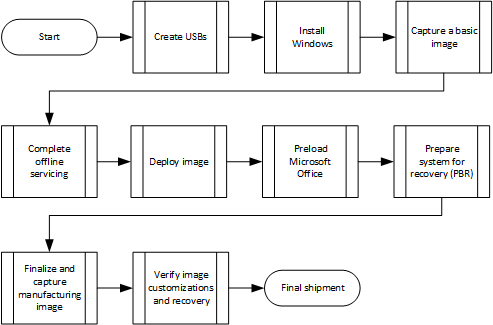 Start
Create USBs
Install
Windows
Capture a basic
image
Complete
offline
servicing
Deploy image
Preload
Microsoft
Office
Prepare
system for
recovery (PBR)
Finalize and
capture
manufacturing
image
Verify image
customizations
and recovery
Final shipment